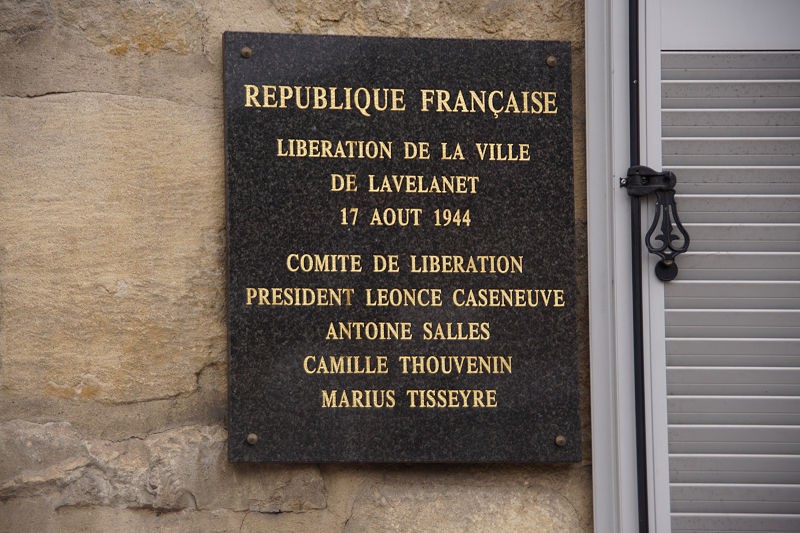 REPUBLIQUE FRANÇAISE
LIBERATION DE LA VILLE
DE LAVELANET
17 AOUT 1944
COMITE DE LIBERATION
PRESIDENT LEONCE CASENEUVE
ANTOINE SALLES
CAMILLE THOUVENIN
MARIUS TISSEYRE